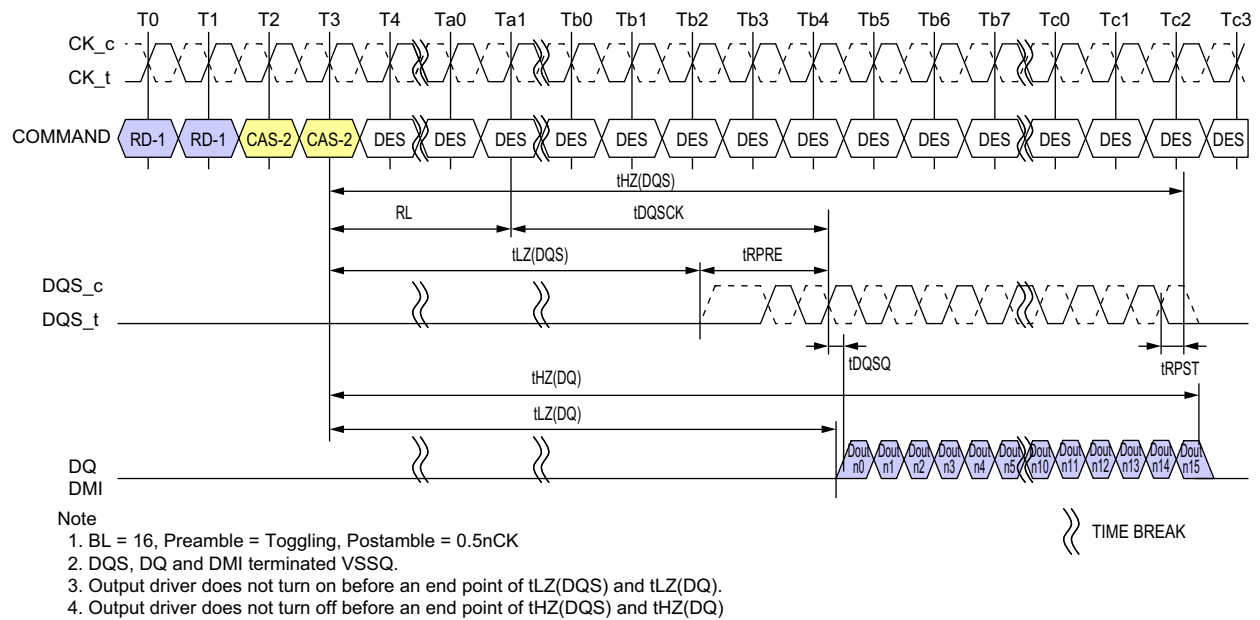 T0 T1 T2 T3 T4 Ta0 Ta1 Tb0 Tb1 Tb2 Tb3 Tb4 Tb5 Tb6 Tb7 Tc0 Tc1 Tc2 Tc3
CK_c
CK_t
COMMAND RD-1 RD-1 CAS-2 CAS-2 DES DES DES DES DES DES DES DES DES DES DES DES DES DES DES
tHZ(DQS)
RL tDQSCK
tLZ(DQS) tRPRE
DQS_c
DQS_t
tDQSQ tRPST
tHZ(DQ)
tLZ(DQ)
DQ
DMI
Dout Dout Dout Dout Dout Dout Dout Dout Dout Dout Dout Dout
n0 n1 n2 n3 n4 n5 n10 n11 n12 n13 n14 n15
Note
1. BL = 16, Preamble = Toggling, Postamble = 0.5nCK
2. DQS, DQ and DMI terminated VSSQ.
3. Output driver does not turn on before an end point of tLZ(DQS) and tLZ(DQ).
4. Output driver does not turn off before an end point of tHZ(DQS) and tHZ(DQ)
TIME BREAK